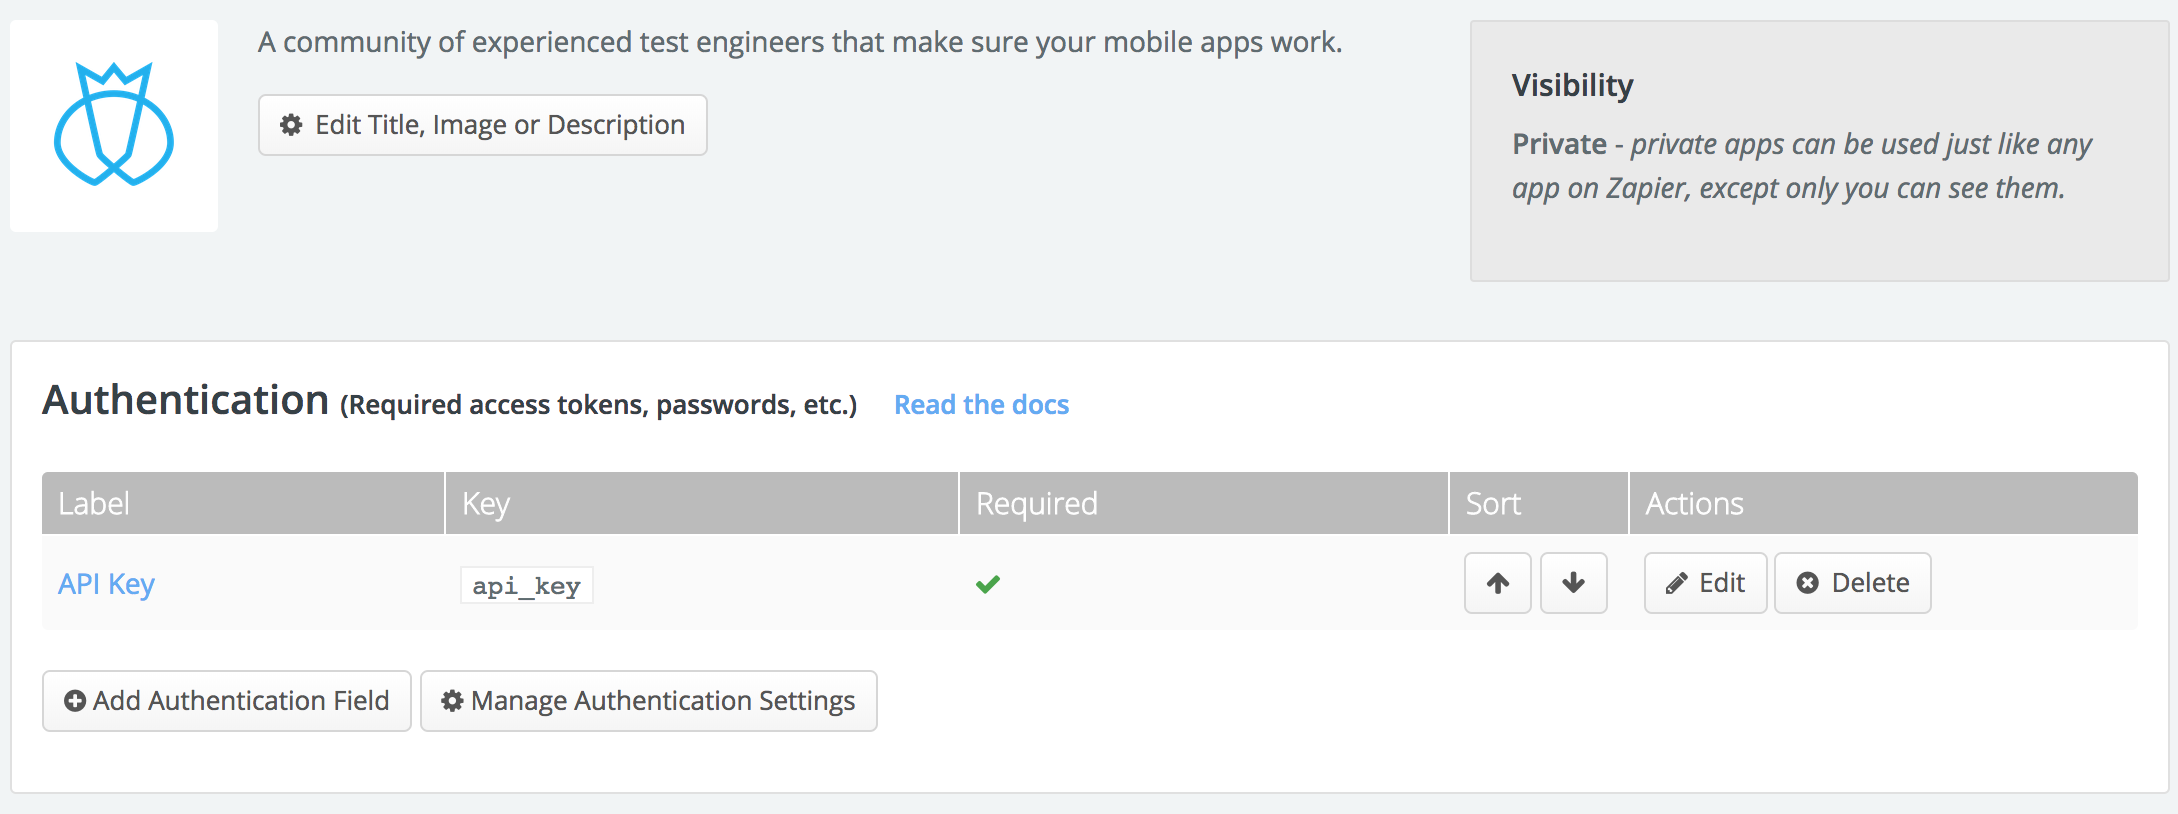 A community of experienced test engineers that make sure your mobile apps work.
Edit Title, Image or Description
Visibility
Private - private apps can be used just like any
app on Zapier, except only you can see them.
Authentication (Required access tokens, passwords, etc.) Read the docs
Label Key Required Sort Actions
API Key api_key Edit Delete
Add Authentication Field Manage Authentication Settings